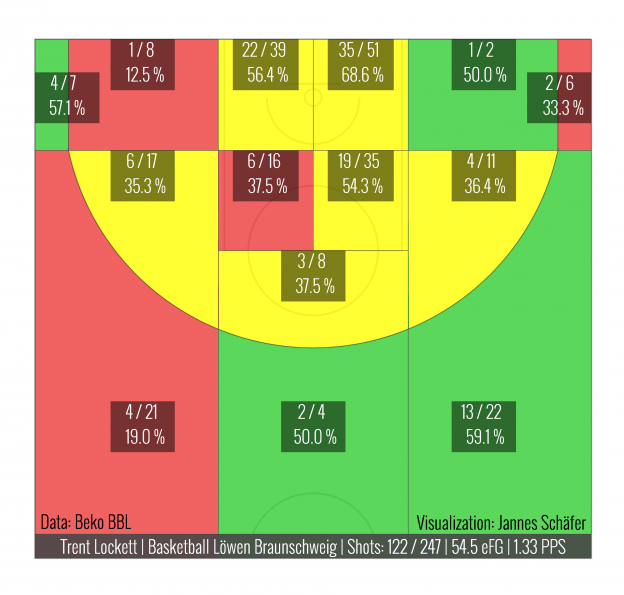 1 / 8
12.5 %
22 / 39
56.4 %
35 / 51
68.6 %
1 / 2
50.0 %
4 / 7
57.1 %
2 / 6
33.3 %
6 / 17
35.3 %
6 / 16
37.5 %
19 / 35
54.3 %
4 / 11
36.4 %
3 / 8
37.5 %
4 / 21
19.0 %
2 / 4
50.0 %
13 / 22
59.1 %
Data: Beko BBL
Visualization: Jannes Schäfer
Trent Lockett | Basketball Löwen Braunschweig | Shots: 122 / 247 | 54.5 eFG | 1.33 PPS